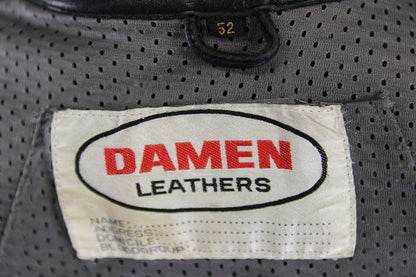 52
DAMEN
LEATHERS
NAME:
ADDRESS:
DOMICILE:
BLOODGROUP: